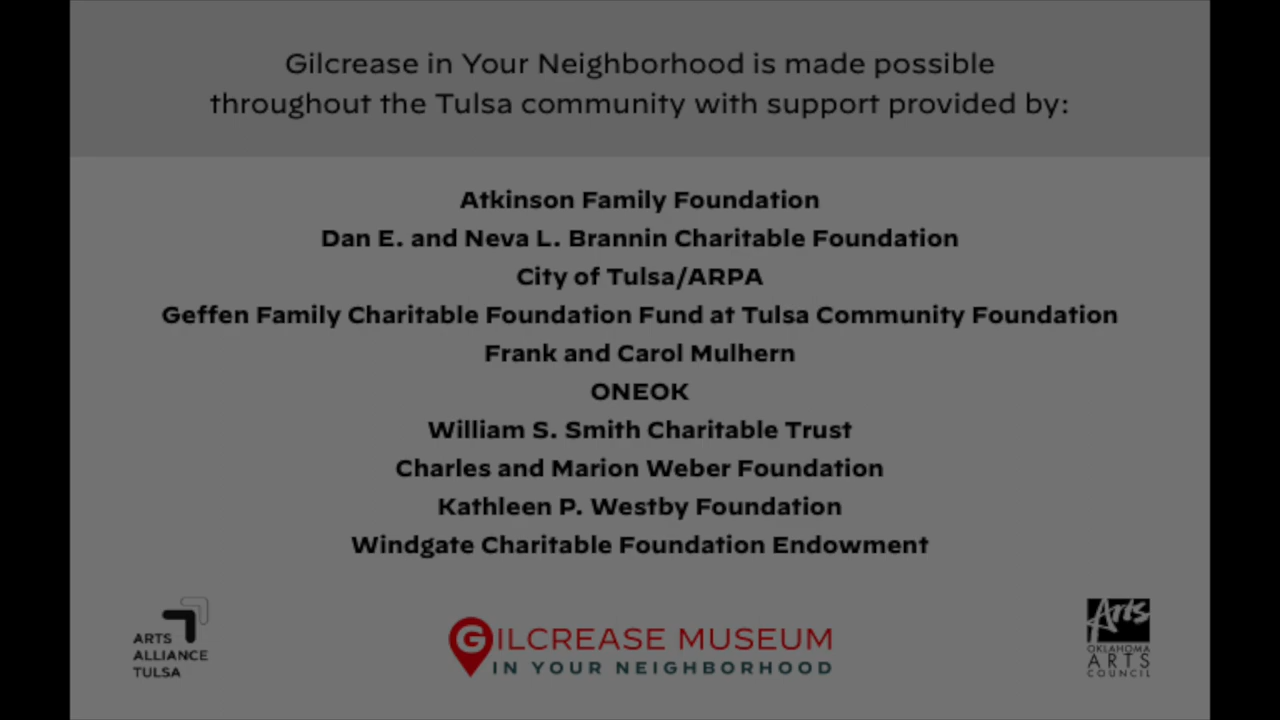 Gilcrease in Your Neighborhood is made possible
throughout the Tulsa community with support provided by:
Atkinson Family Foundation
Dan E. and Neva L. Brannin Charitable Foundation
City of Tulsa/ARPA
Geffen Family Charitable Foundation Fund at Tulsa Community Foundation
Frank and Carol Mulhern
ONEOK
William S. Smith Charitable Trust
Charles and Marion Weber Foundation
Kathleen P. Westby Foundation
Windgate Charitable Foundation Endowment
ARTS
ALLIANCE
TULSA
GILCREASE MUSEUM
IN YOUR NEIGHBORHOOD
Arts
OKLAHOMA
ARTS
COUNCIL